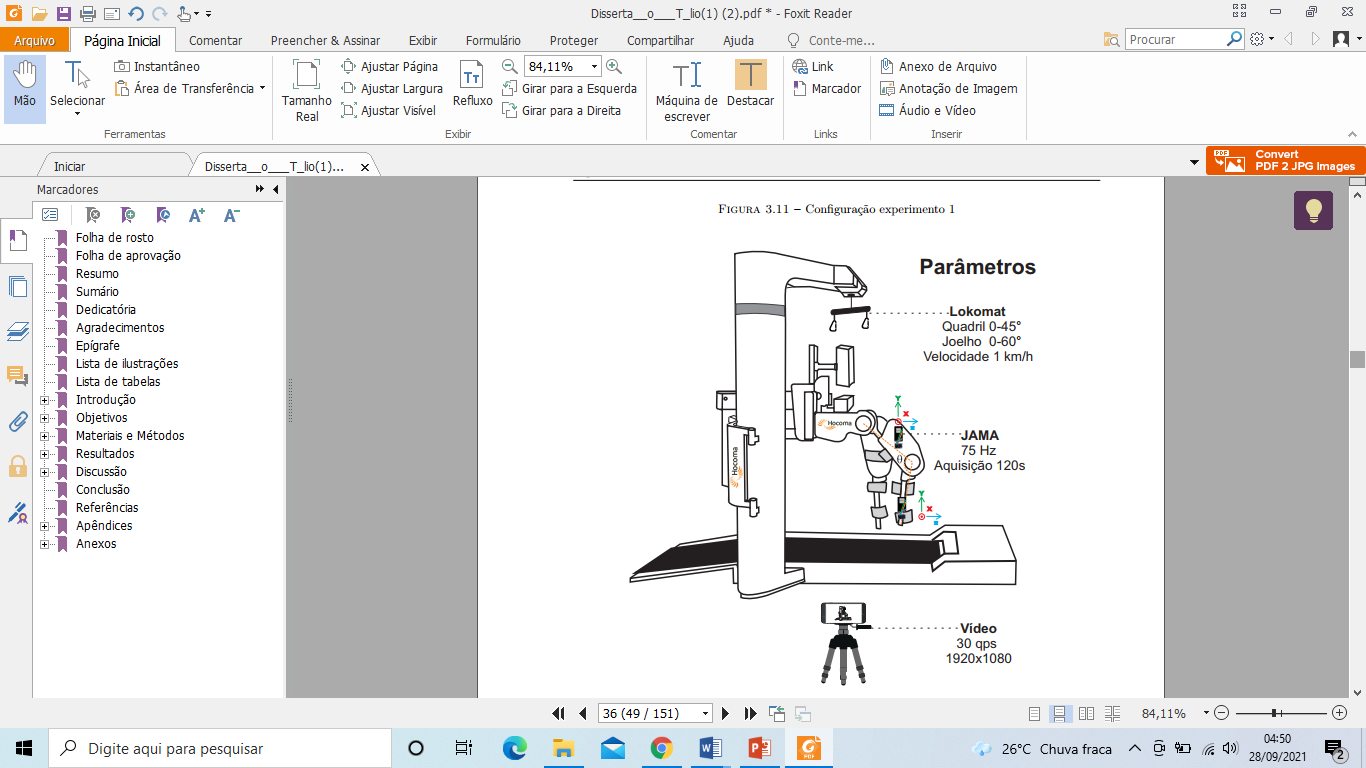 Disserta__o___T_lio(1) (2).pdf * - Foxit Reader
Arquivo Página Inicial Comentar Preencher & Assinar Exibir Formulário Proteger Compartilhar Ajuda Conte-me... Procurar
Mão
Selecionar
Instantâneo
Área de Transferência
Ferramentas
Tamanho
Real
Ajustar Página
Ajustar Largura
Ajustar Visível
Refluxo
84,11%
Girar para a Esquerda
Girar para a Direita
Exibir
Máquina de
escrever
Destacar
Comentar
Link
Marcador
Links
Anexo de Arquivo
Anotação de Imagem
Áudio e Vídeo
Inserir
Iniciar
Disserta__o___T_lio(1)...
PDF
Convert
PDF 2 JPG Images
Marcadores
Folha de rosto
Folha de aprovação
Resumo
Sumário
Dedicatória
Agradecimentos
Epígrafe
Lista de ilustrações
Lista de tabelas
Introdução
Objetivos
Materiais e Métodos
Resultados
Discussão
Conclusão
Referências
Apêndices
Anexos
FIGURA 3.11 – Configuração experimento 1
Parâmetros
Lokomat
Quadril 0-45°
Joelho 0-60°
Velocidade 1 km/h
Y
X
Hocoma
JAMA
75 Hz
Aquisição 120s
θ
Hocoma
Y
X
Vídeo
30 qps
1920x1080
36 (49 / 151)
84,11%
Digite aqui para pesquisar
26°C Chuva fraca
04:50
28/09/2021
2